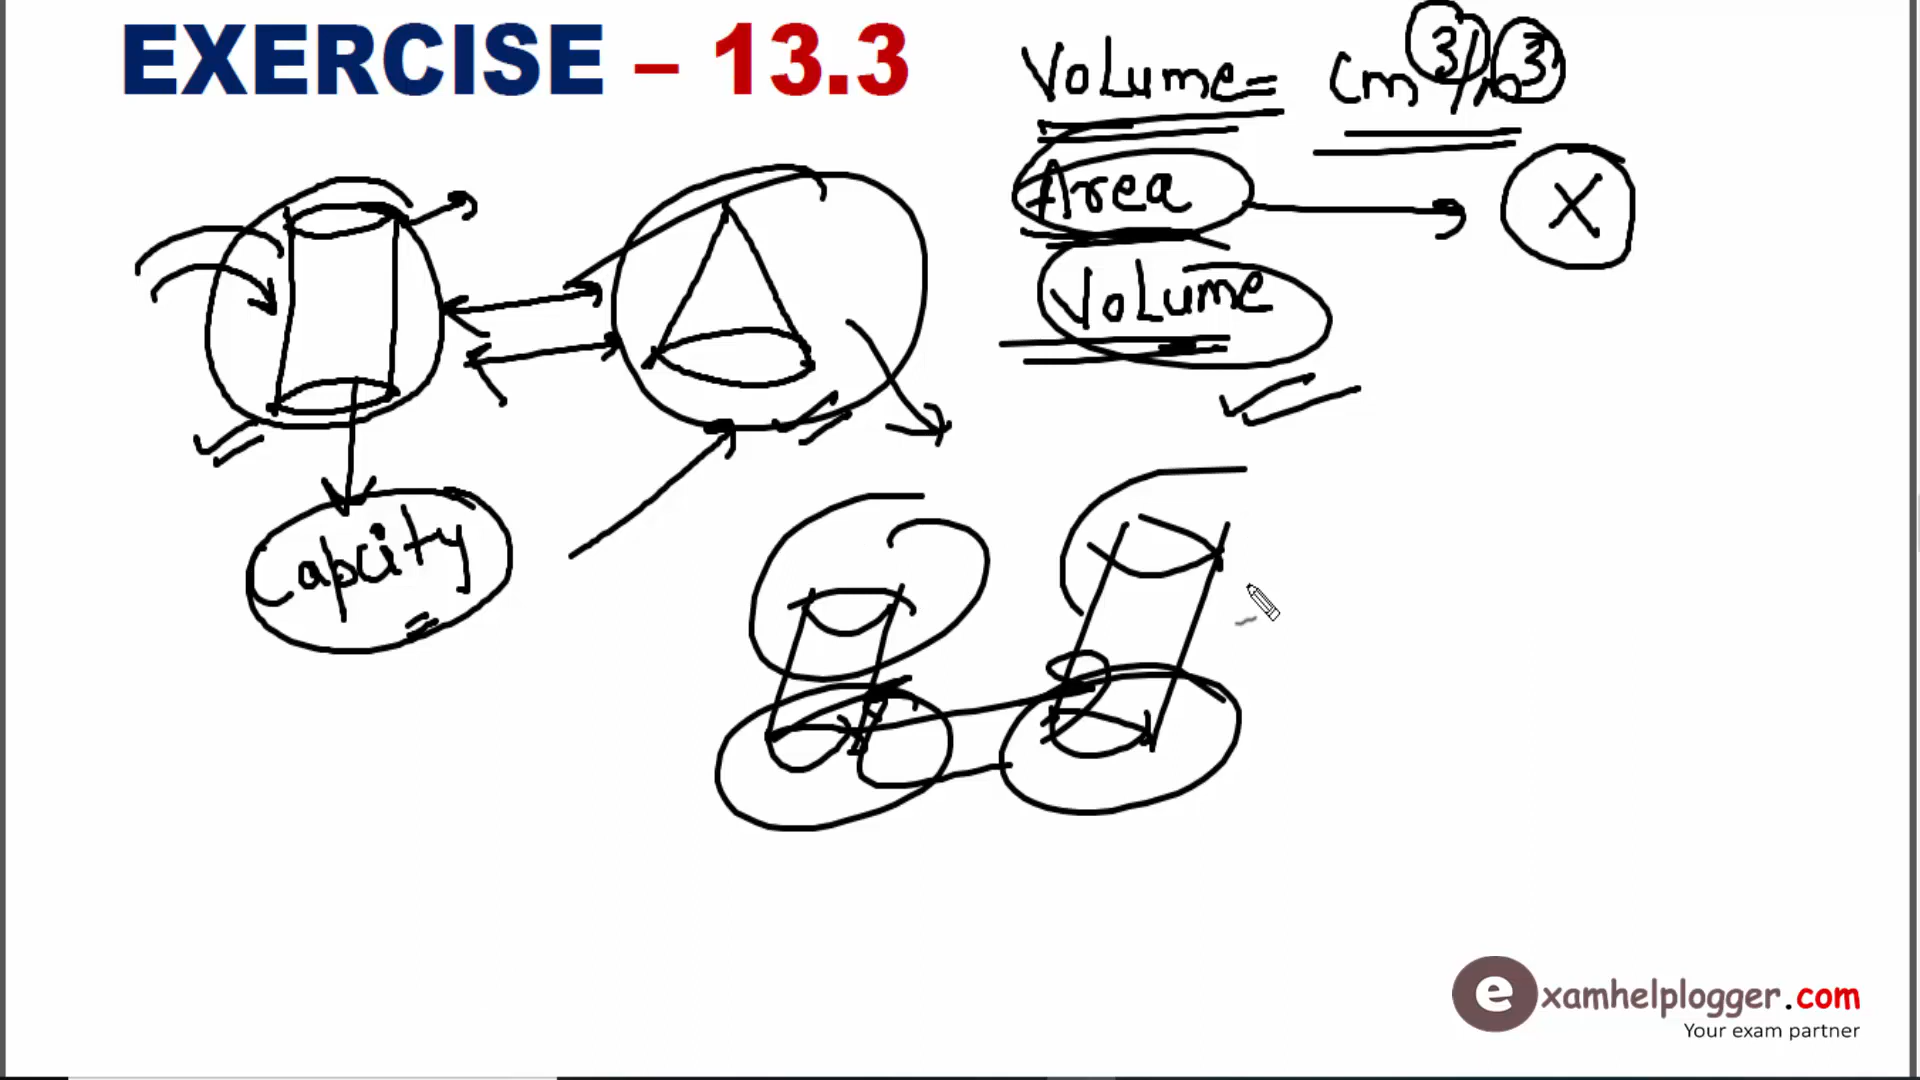 EXERCISE – 13.3
Volume = Cm³/m³
Area
X
Volume
Capcity
examhelplogger.com
Your exam partner